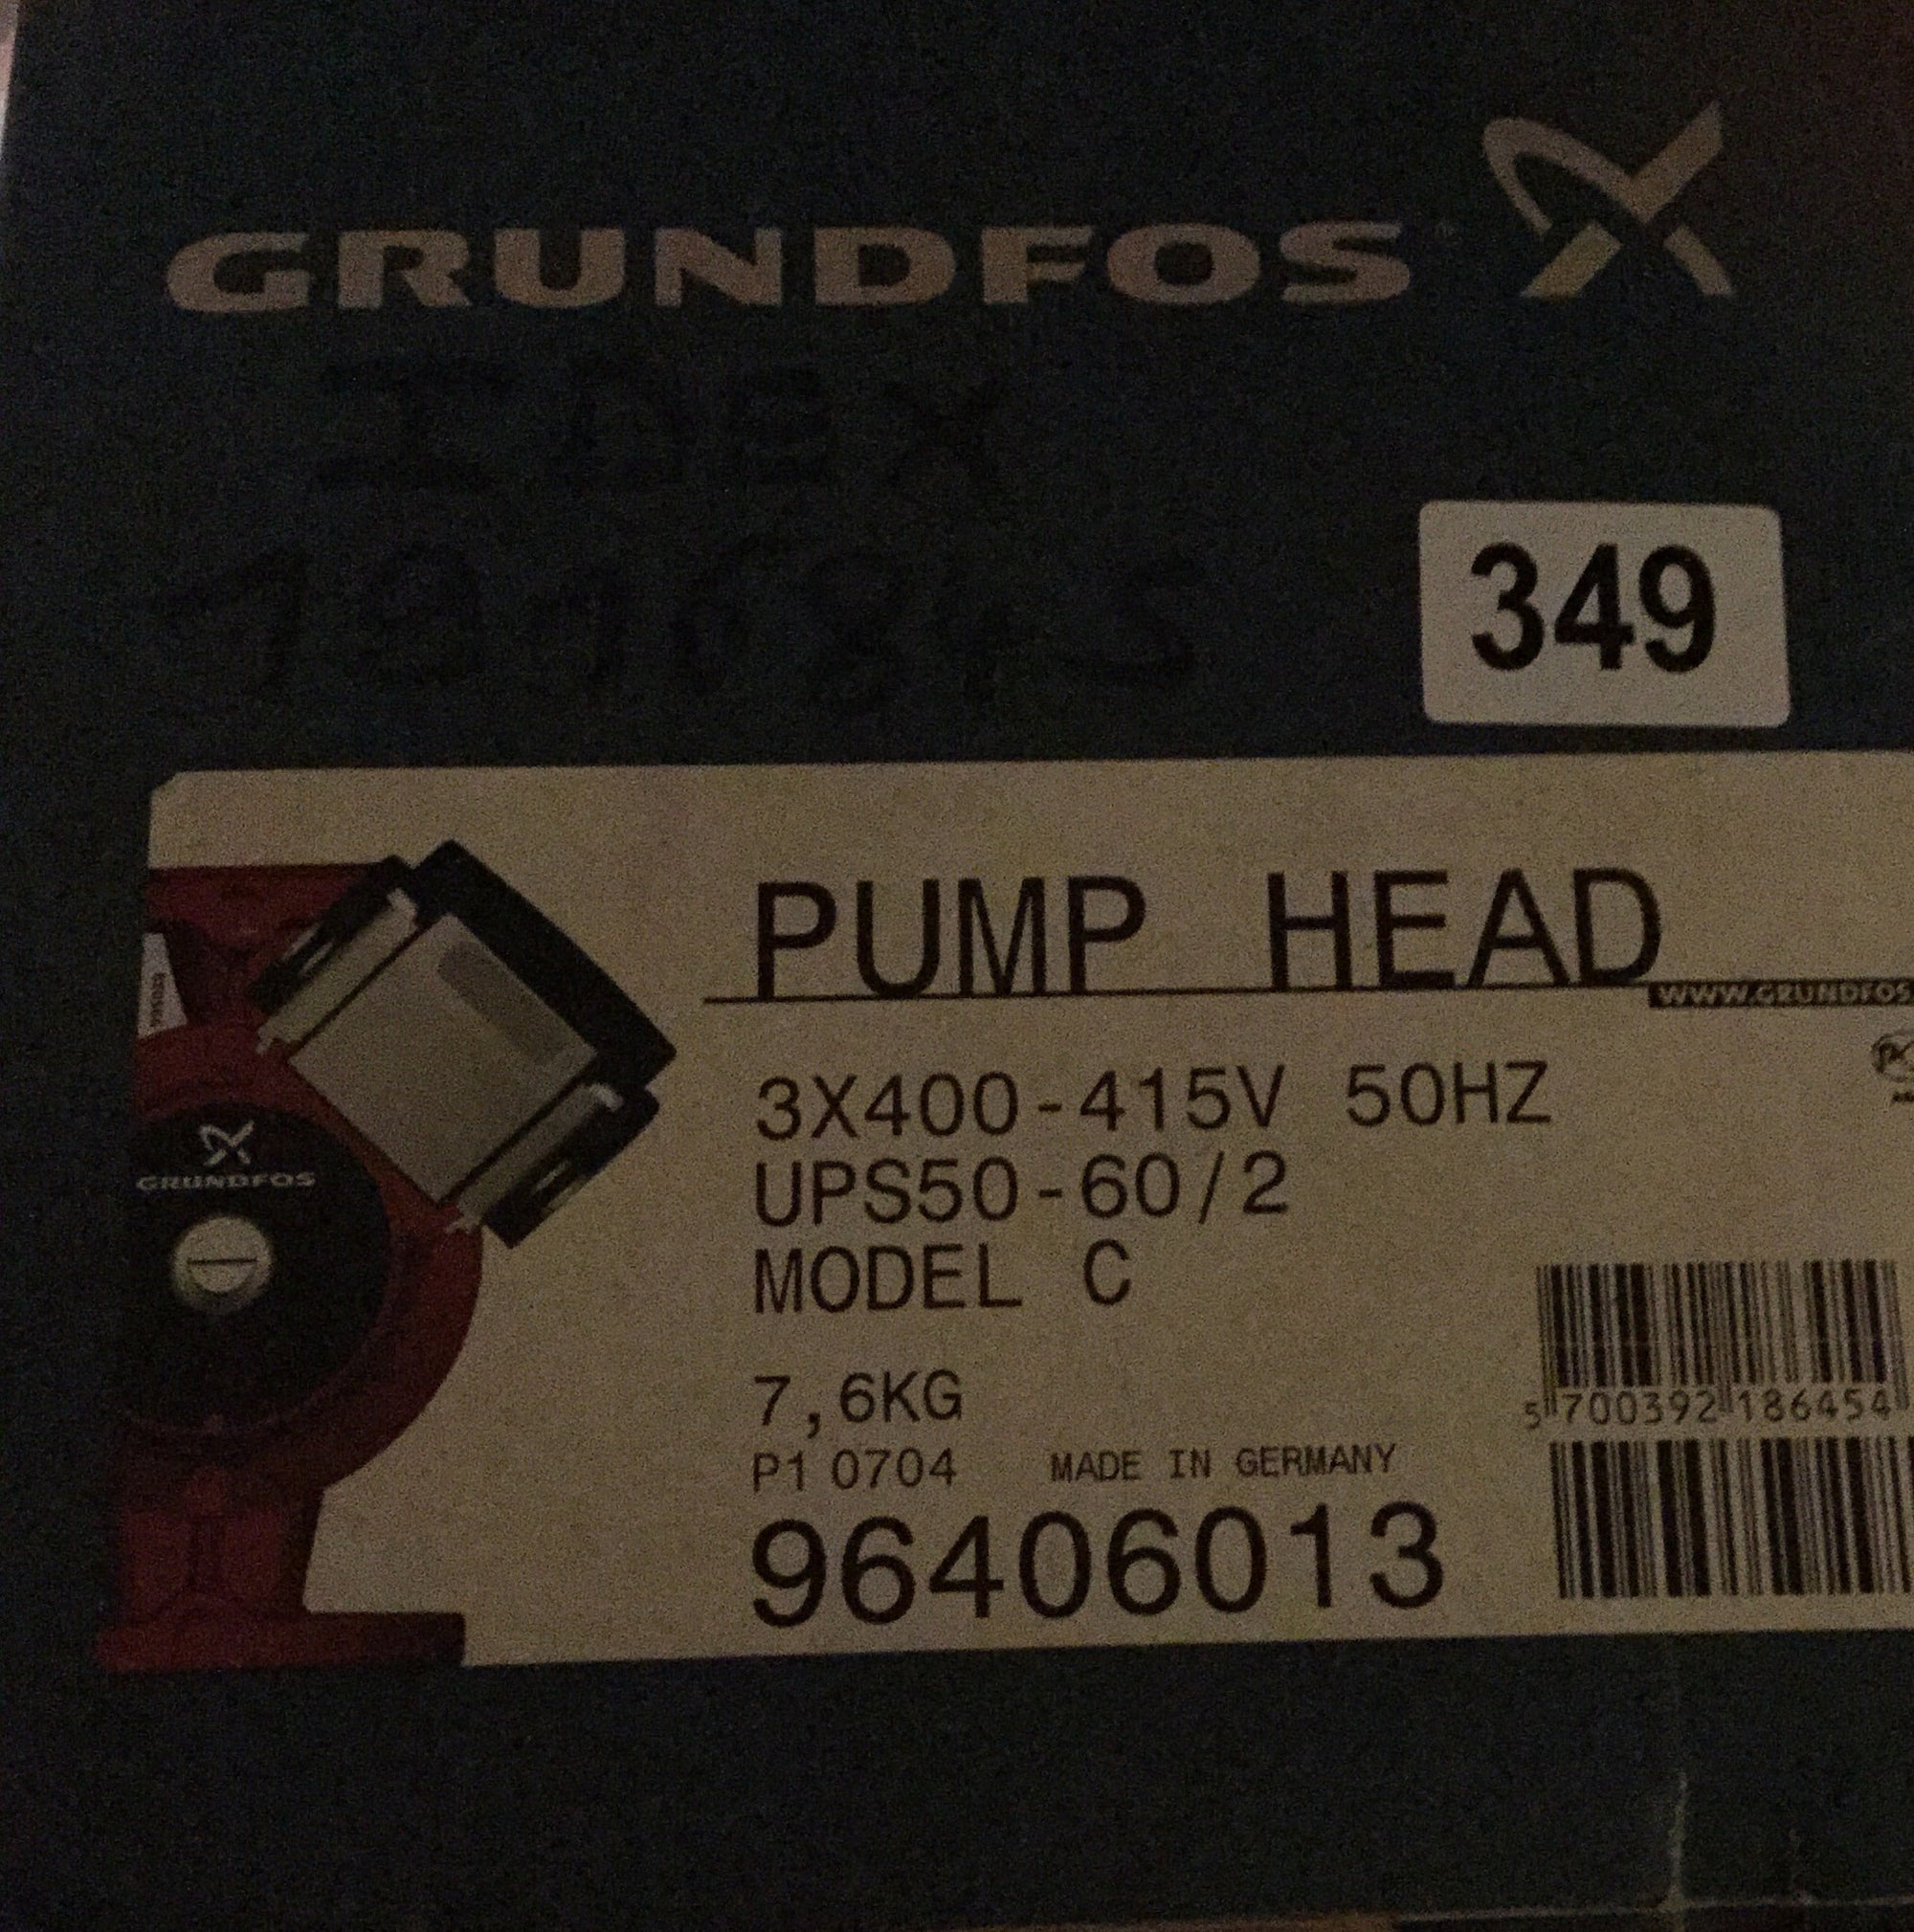 GRUNDFOS
349
PUMP HEAD
WWW.GRUNDFOS
3X400-415V 50HZ
UPS50-60/2
MODEL C
GRUNDFOS
7,6KG
5 700392 186454
P1 0704 MADE IN GERMANY
96406013